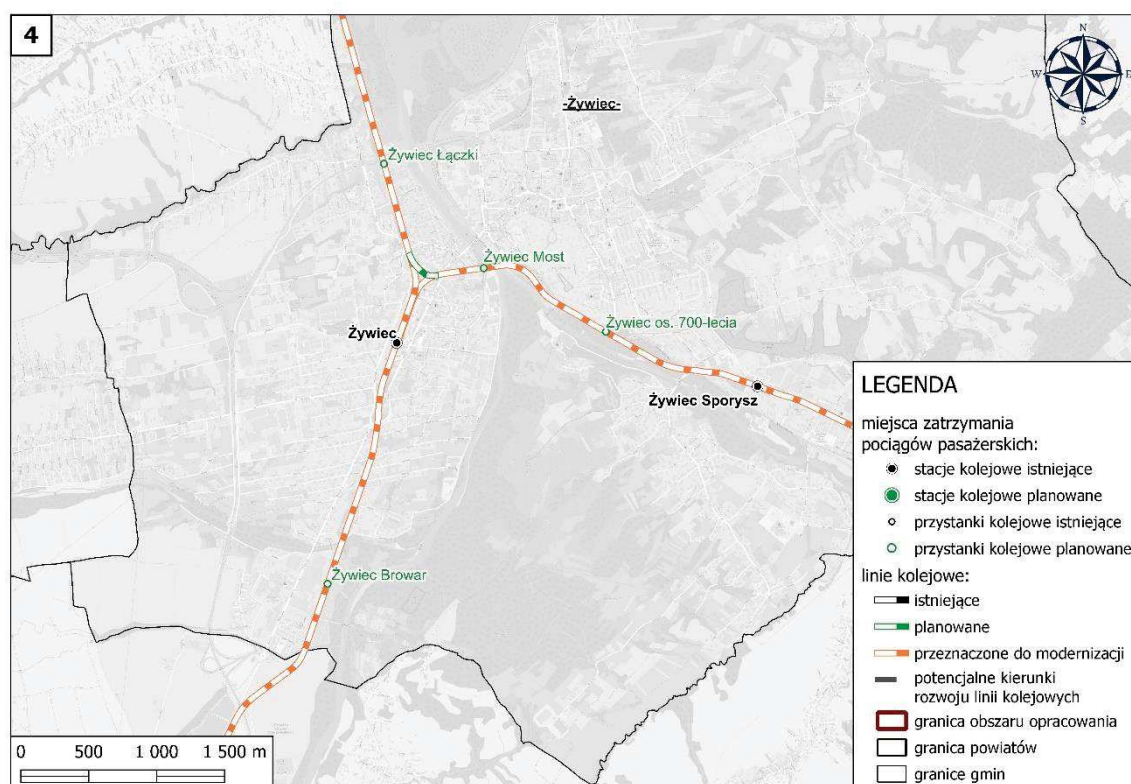 4
-Żywiec-
N
W
E
S
Żywiec Łączki
Żywiec Most
Żywiec
Żywiec os. 700-lecia
Żywiec Sporysz
Żywiec Browar
LEGENDA
miejsca zatrzymania
pociągów pasażerskich:
stacje kolejowe istniejące
stacje kolejowe planowane
przystanki kolejowe istniejące
przystanki kolejowe planowane
linie kolejowe:
istniejące
planowane
przeznaczone do modernizacji
potencjalne kierunki
rozwoju linii kolejowych
granica obszaru opracowania
granica powiatów
granice gmin
0 500 1 000 1 500 m